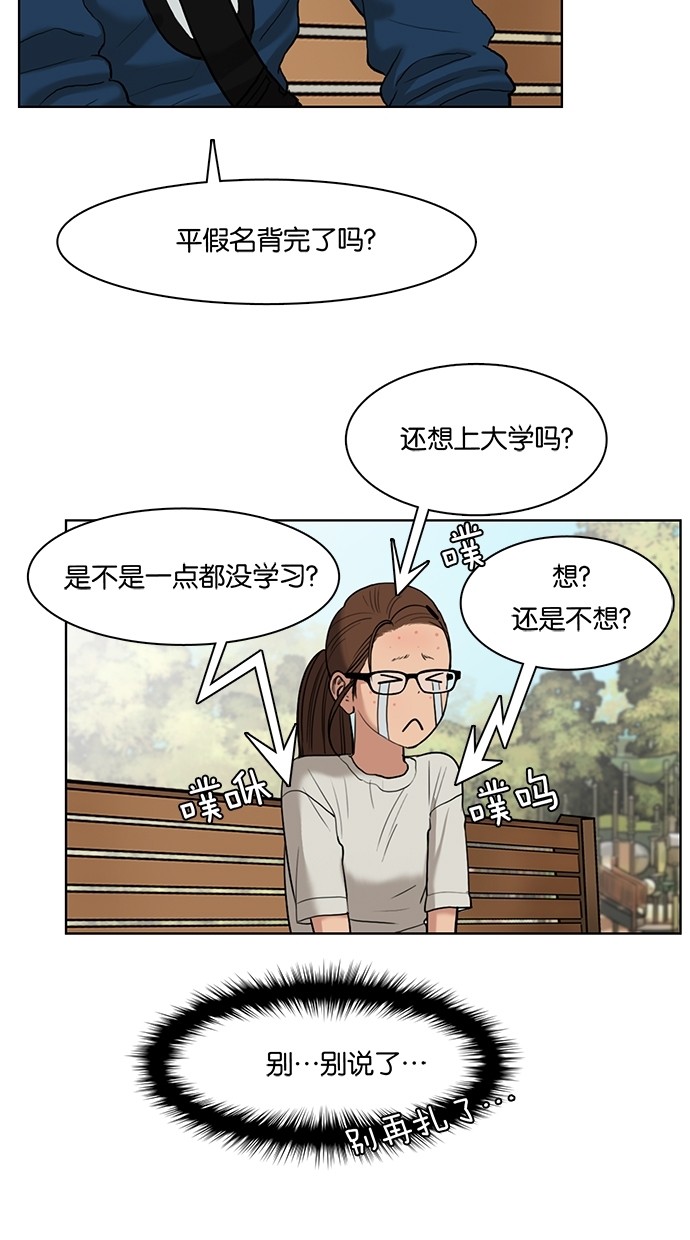 平假名背完了吗?
还想上大学吗?
噗
是不是一点都没学习?
想?
还是不想?
噗咻
噗呜
别…别说了…
别再扎了…